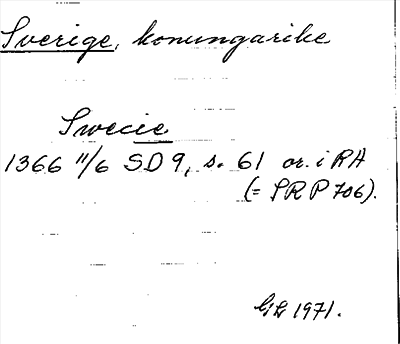 Sverige, konungarike
Swecie
1366 11/6 SD 9, s. 61 or. i RA
(= SRP 706).
GL 1971.